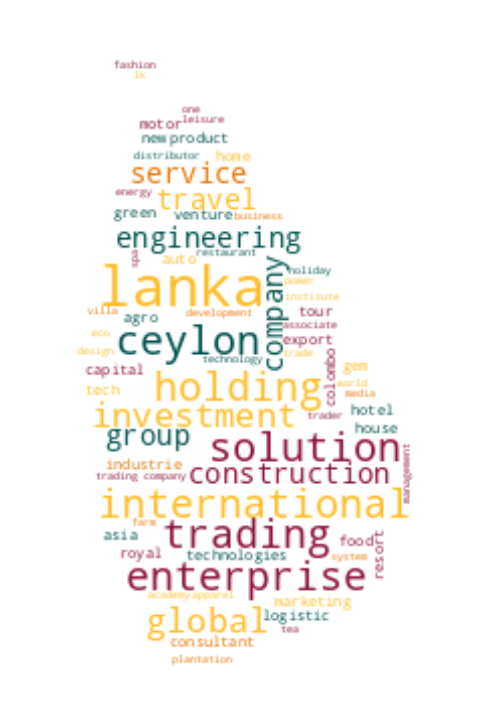 fashion
lk
one
leisure
motor
new product
distributor
home
service
energy
travel
green
venture
business
engineering
restaurant
spa
auto
company
holiday
lanka
power
institute
villa
development
tour
agro
associate
eco
ceylon
export
design
technology
trade
capital
colombo
gem
tech
holding
world
media
investment
trader
hotel
group
house
solution
industrie
management
trading company
construction
international
farm
asia
trading
food
resort
royal
technologies
system
enterprise
academy
apparel
marketing
global
logistic
tea
consultant
plantation